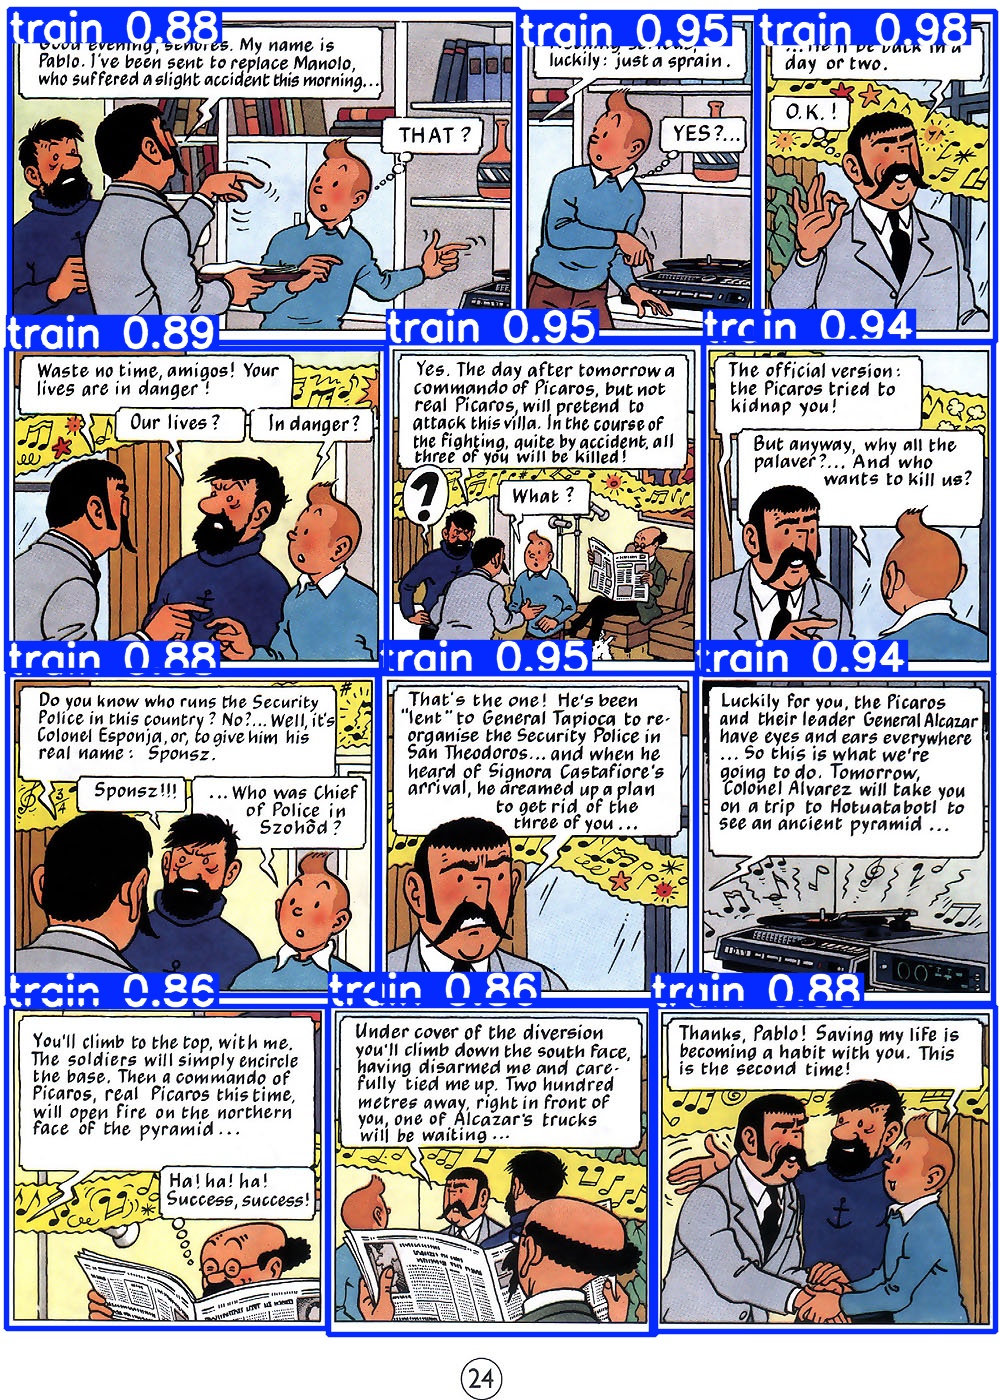 train 0.88
Good evening, señores. My name is
Pablo. I've been sent to replace Manolo,
who suffered a slight accident this morning...
THAT?
train 0.95
luckily: just a sprain.
YES?...
train 0.98
...He'll be back in a
day or two.
O.K.!
train 0.89
Waste no time, amigos! Your
lives are in danger!
Our lives?
In danger?
train 0.95
Yes. The day after tomorrow a
commando of Picaros, but not
real Picaros, will pretend to
attack this villa. In the course of
the fighting, quite by accident, all
three of you will be killed!
?
What?
train 0.94
The official version:
the Picaros tried to
kidnap you!
But anyway, why all the
palaver?... And who
wants to kill us?
train 0.88
Do you know who runs the Security
Police in this country? No?... Well, it's
Colonel Esponja, or, to give him his
real name: Sponsz.
Sponsz!!!
...Who was Chief
of Police in
Szohôd?
train 0.95
That's the one! He's been
"lent" to General Tapioca to re-
organise the Security Police in
San Theodoros... and when he
heard of Signora Castafiore's
arrival, he dreamed up a plan
to get rid of the
three of you...
train 0.94
Luckily for you, the Picaros
and their leader General Alcazar
have eyes and ears everywhere
...So this is what we're
going to do. Tomorrow,
Colonel Alvarez will take you
on a trip to Hotuatabotl to
see an ancient pyramid...
train 0.86
You'll climb to the top, with me.
The soldiers will simply encircle
the base. Then a commando of
Picaros, real Picaros this time,
will open fire on the northern
face of the pyramid...
Ha! ha! ha!
Success, success!
train 0.86
Under cover of the diversion
you'll climb down the south face,
having disarmed me and care-
fully tied me up. Two hundred
metres away, right in front of
you, one of Alcazar's trucks
will be waiting...
train 0.88
Thanks, Pablo! Saving my life is
becoming a habit with you. This
is the second time!
24